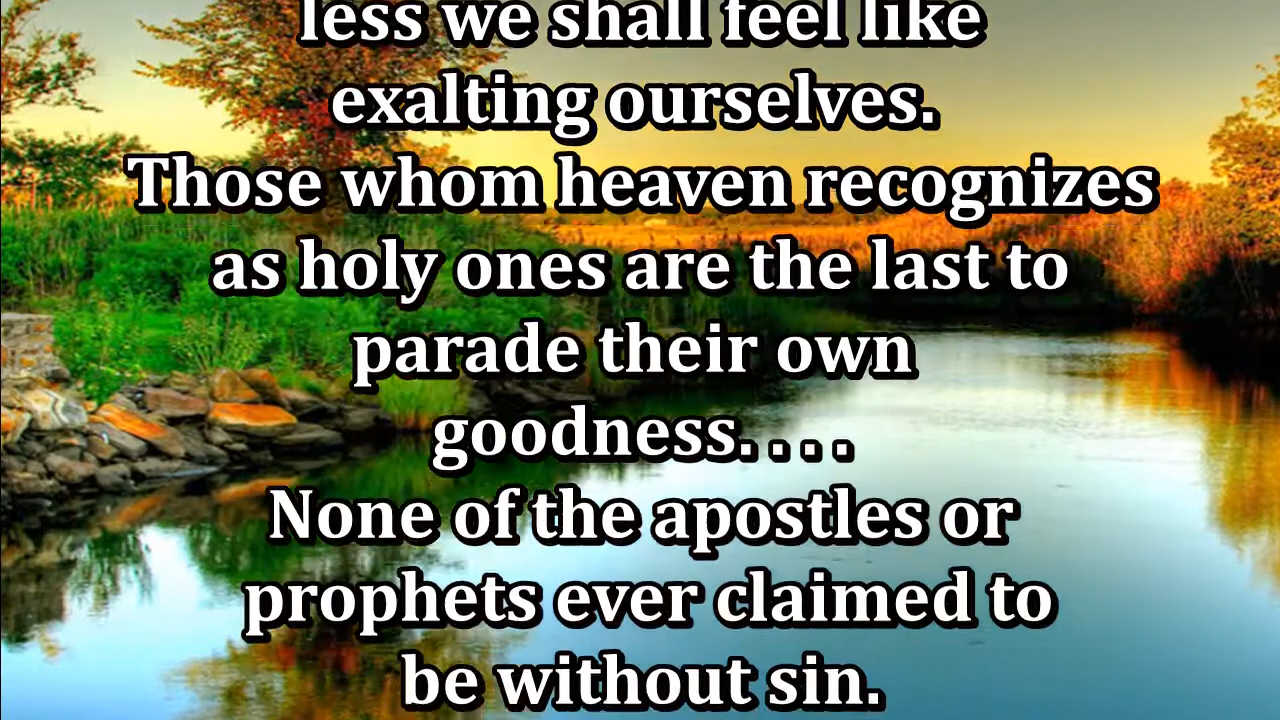 less we shall feel like
exalting ourselves.
Those whom heaven recognizes
as holy ones are the last to
parade their own
goodness. . . .
None of the apostles or
prophets ever claimed to
be without sin.